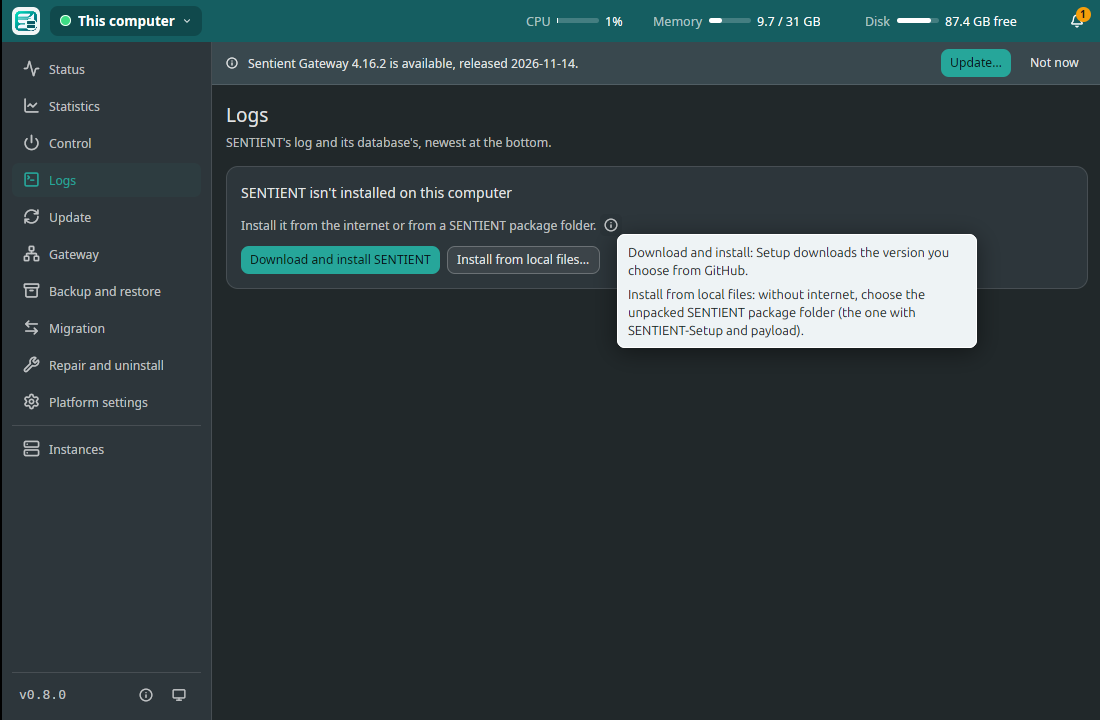 This computer
CPU 1% Memory 9.7 / 31 GB Disk 87.4 GB free 1
Status
Statistics
Control
Logs
Update
Gateway
Backup and restore
Migration
Repair and uninstall
Platform settings
Instances
v0.8.0
Sentient Gateway 4.16.2 is available, released 2026-11-14. Update... Not now
Logs
SENTIENT's log and its database's, newest at the bottom.
SENTIENT isn't installed on this computer
Install it from the internet or from a SENTIENT package folder.
Download and install SENTIENT Install from local files...
Download and install: Setup downloads the version you
choose from GitHub.
Install from local files: without internet, choose the
unpacked SENTIENT package folder (the one with
SENTIENT-Setup and payload).